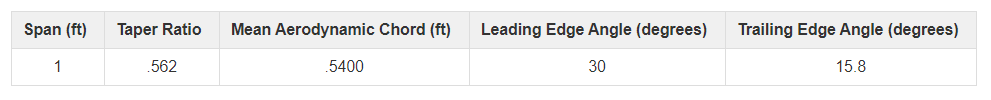 Span (ft) Taper Ratio Mean Aerodynamic Chord (ft) Leading Edge Angle (degrees) Trailing Edge Angle (degrees)
1 .562 .5400 30 15.8